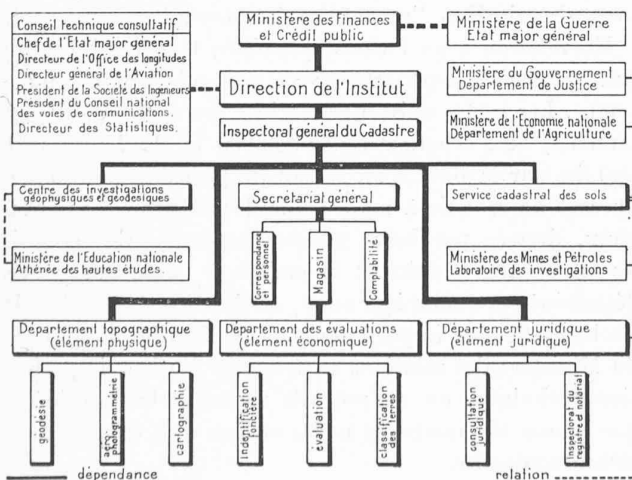 Conseil technique consultatif
Chef de l'Etat major général
Directeur de l'Office des longitudes
Directeur général de l'Aviation
Président de la Société des Ingénieurs
Président du Conseil national
des voies de communications.
Directeur des Statistiques.
Ministère des Finances
et Crédit public
Ministère de la Guerre
Etat major général
Direction de l'Institut
Ministère du Gouvernement
Département de Justice
Inspectorat général du Cadastre
Ministère de l'Economie nationale
Département de l'Agriculture
Centre des investigations
géophysiques et géodésiques
Secrétariat général
Service cadastral des sols
Ministère de l'Education nationale
Athénée des hautes études.
Correspondance
et personnel
Magasin
Complabilité
Ministère des Mines et Pétroles
Laboratoire des investigations
Département topographique
(élément physique)
Département des évaluations
(élément économique)
Département juridique
(élément juridique)
géodésie
aéro-
photogrammétrie
cartographie
Indentification
foncière
évaluation
classification
des terres
consultation
juridique
Inspectorat du
registre et notariat
dépendance
relation